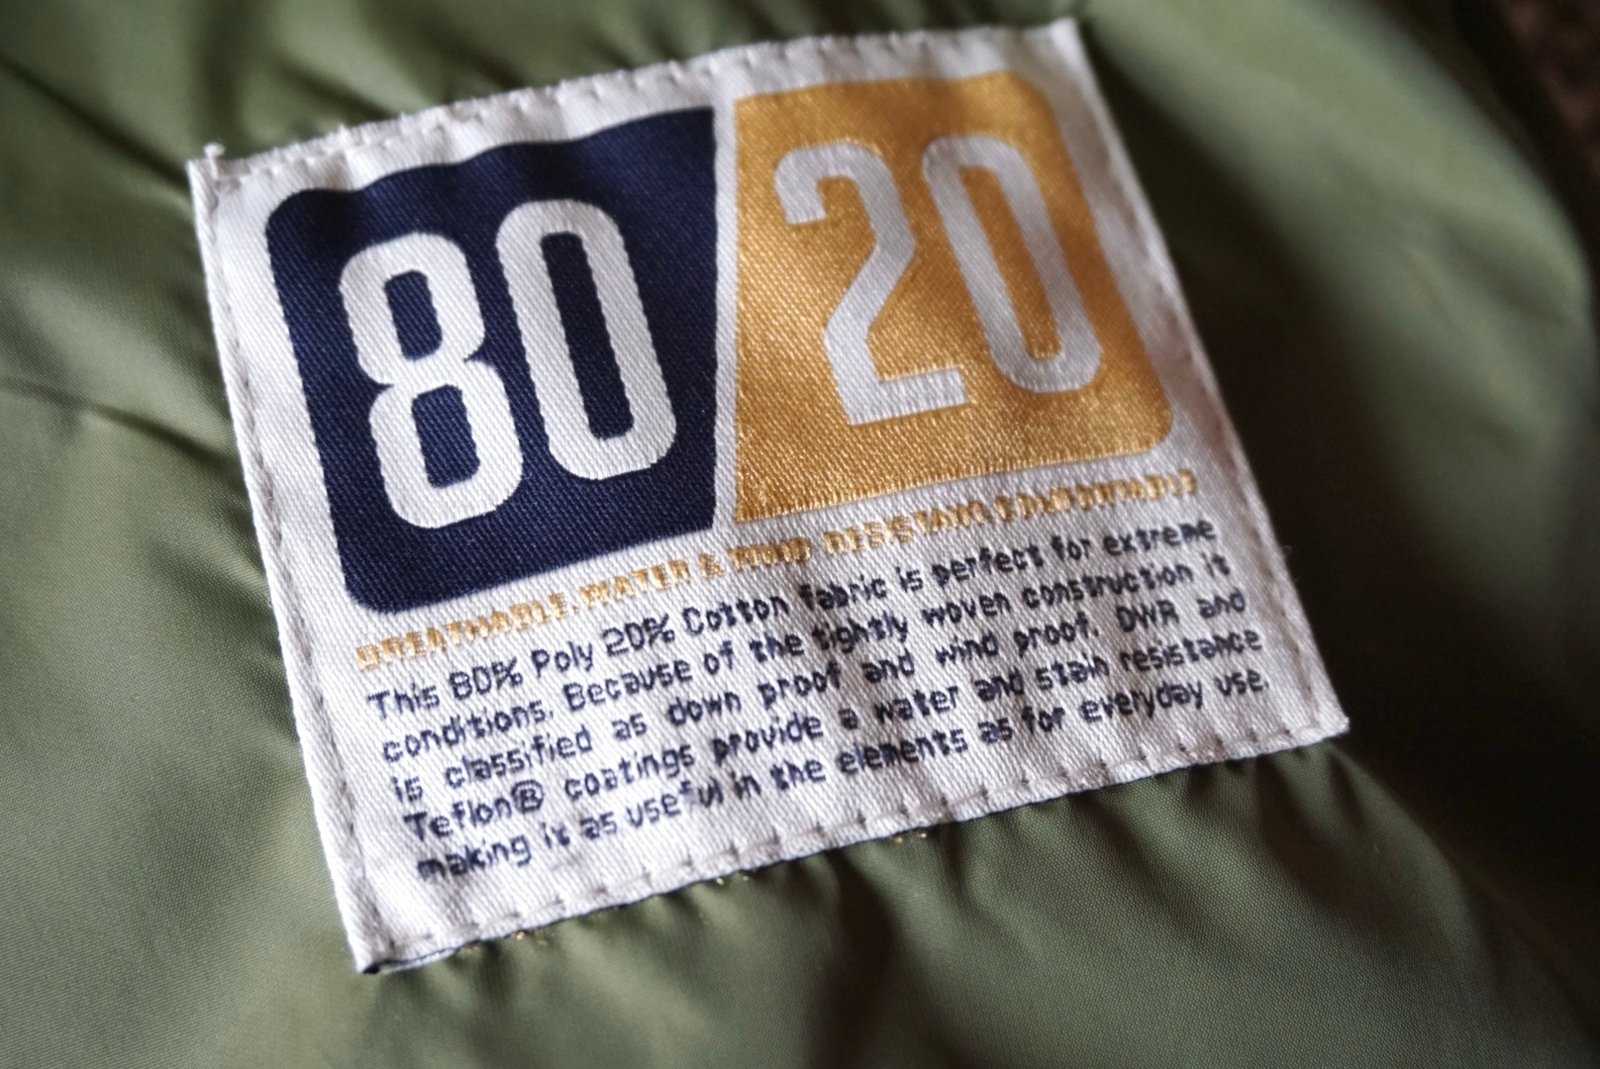 80 20
BREATHABLE, WATER & WIND RESISTANT, COMFORTABLE
This 80% Poly 20% Cotton fabric is perfect for extreme
conditions. Because of the tightly woven construction it
is classified as down proof and wind proof. DWR and
Teflon® coatings provide a water and stain resistance
making it as useful in the elements as for everyday use.